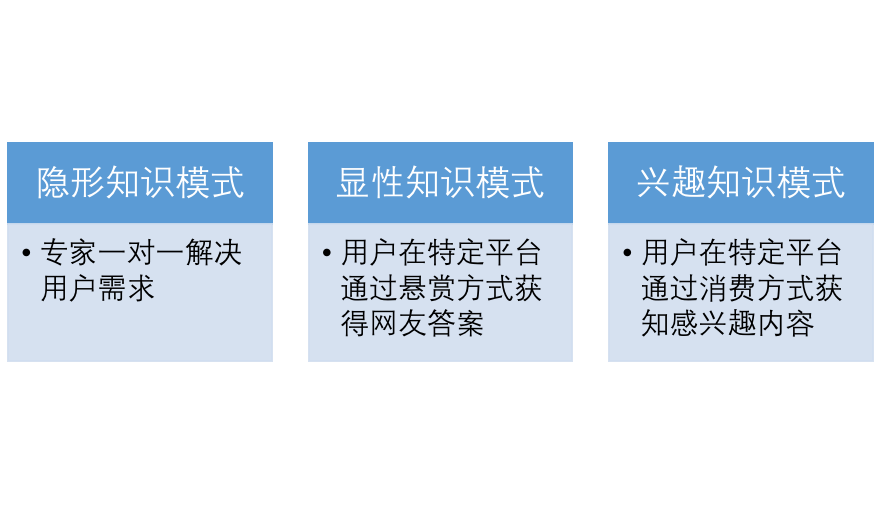 隐形知识模式
• 专家一对一解决
用户需求
显性知识模式
• 用户在特定平台
通过悬赏方式获
得网友答案
兴趣知识模式
• 用户在特定平台
通过消费方式获
知感兴趣内容